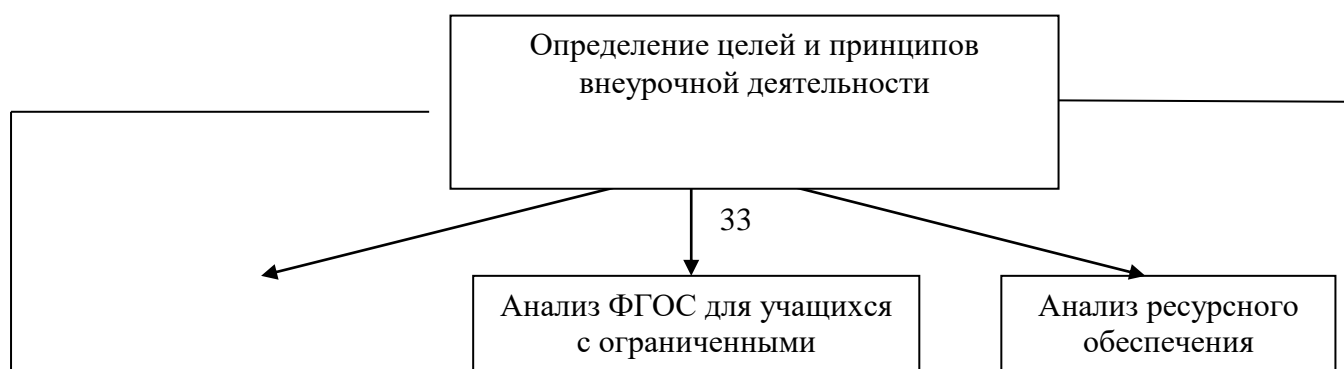 Определение целей и принципов
внеурочной деятельности
33
Анализ ФГОС для учащихся
с ограниченными
Анализ ресурсного
обеспечения